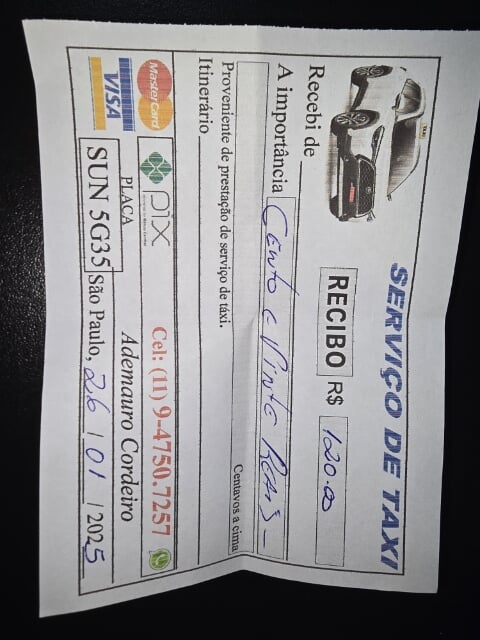 SERVIÇO DE TAXI
RECIBO R$ 120.00
Recebi de
A importância Cento e Vinte Reais
Centavos a cima
Proveniente de prestação de serviço de táxi.
Itinerário
MasterCard
VISA
pix
Cel: (11) 9-4750.7257
PLACA
Ademauro Cordeiro
SUN 5G35 São Paulo, 26 / 01 / 2025